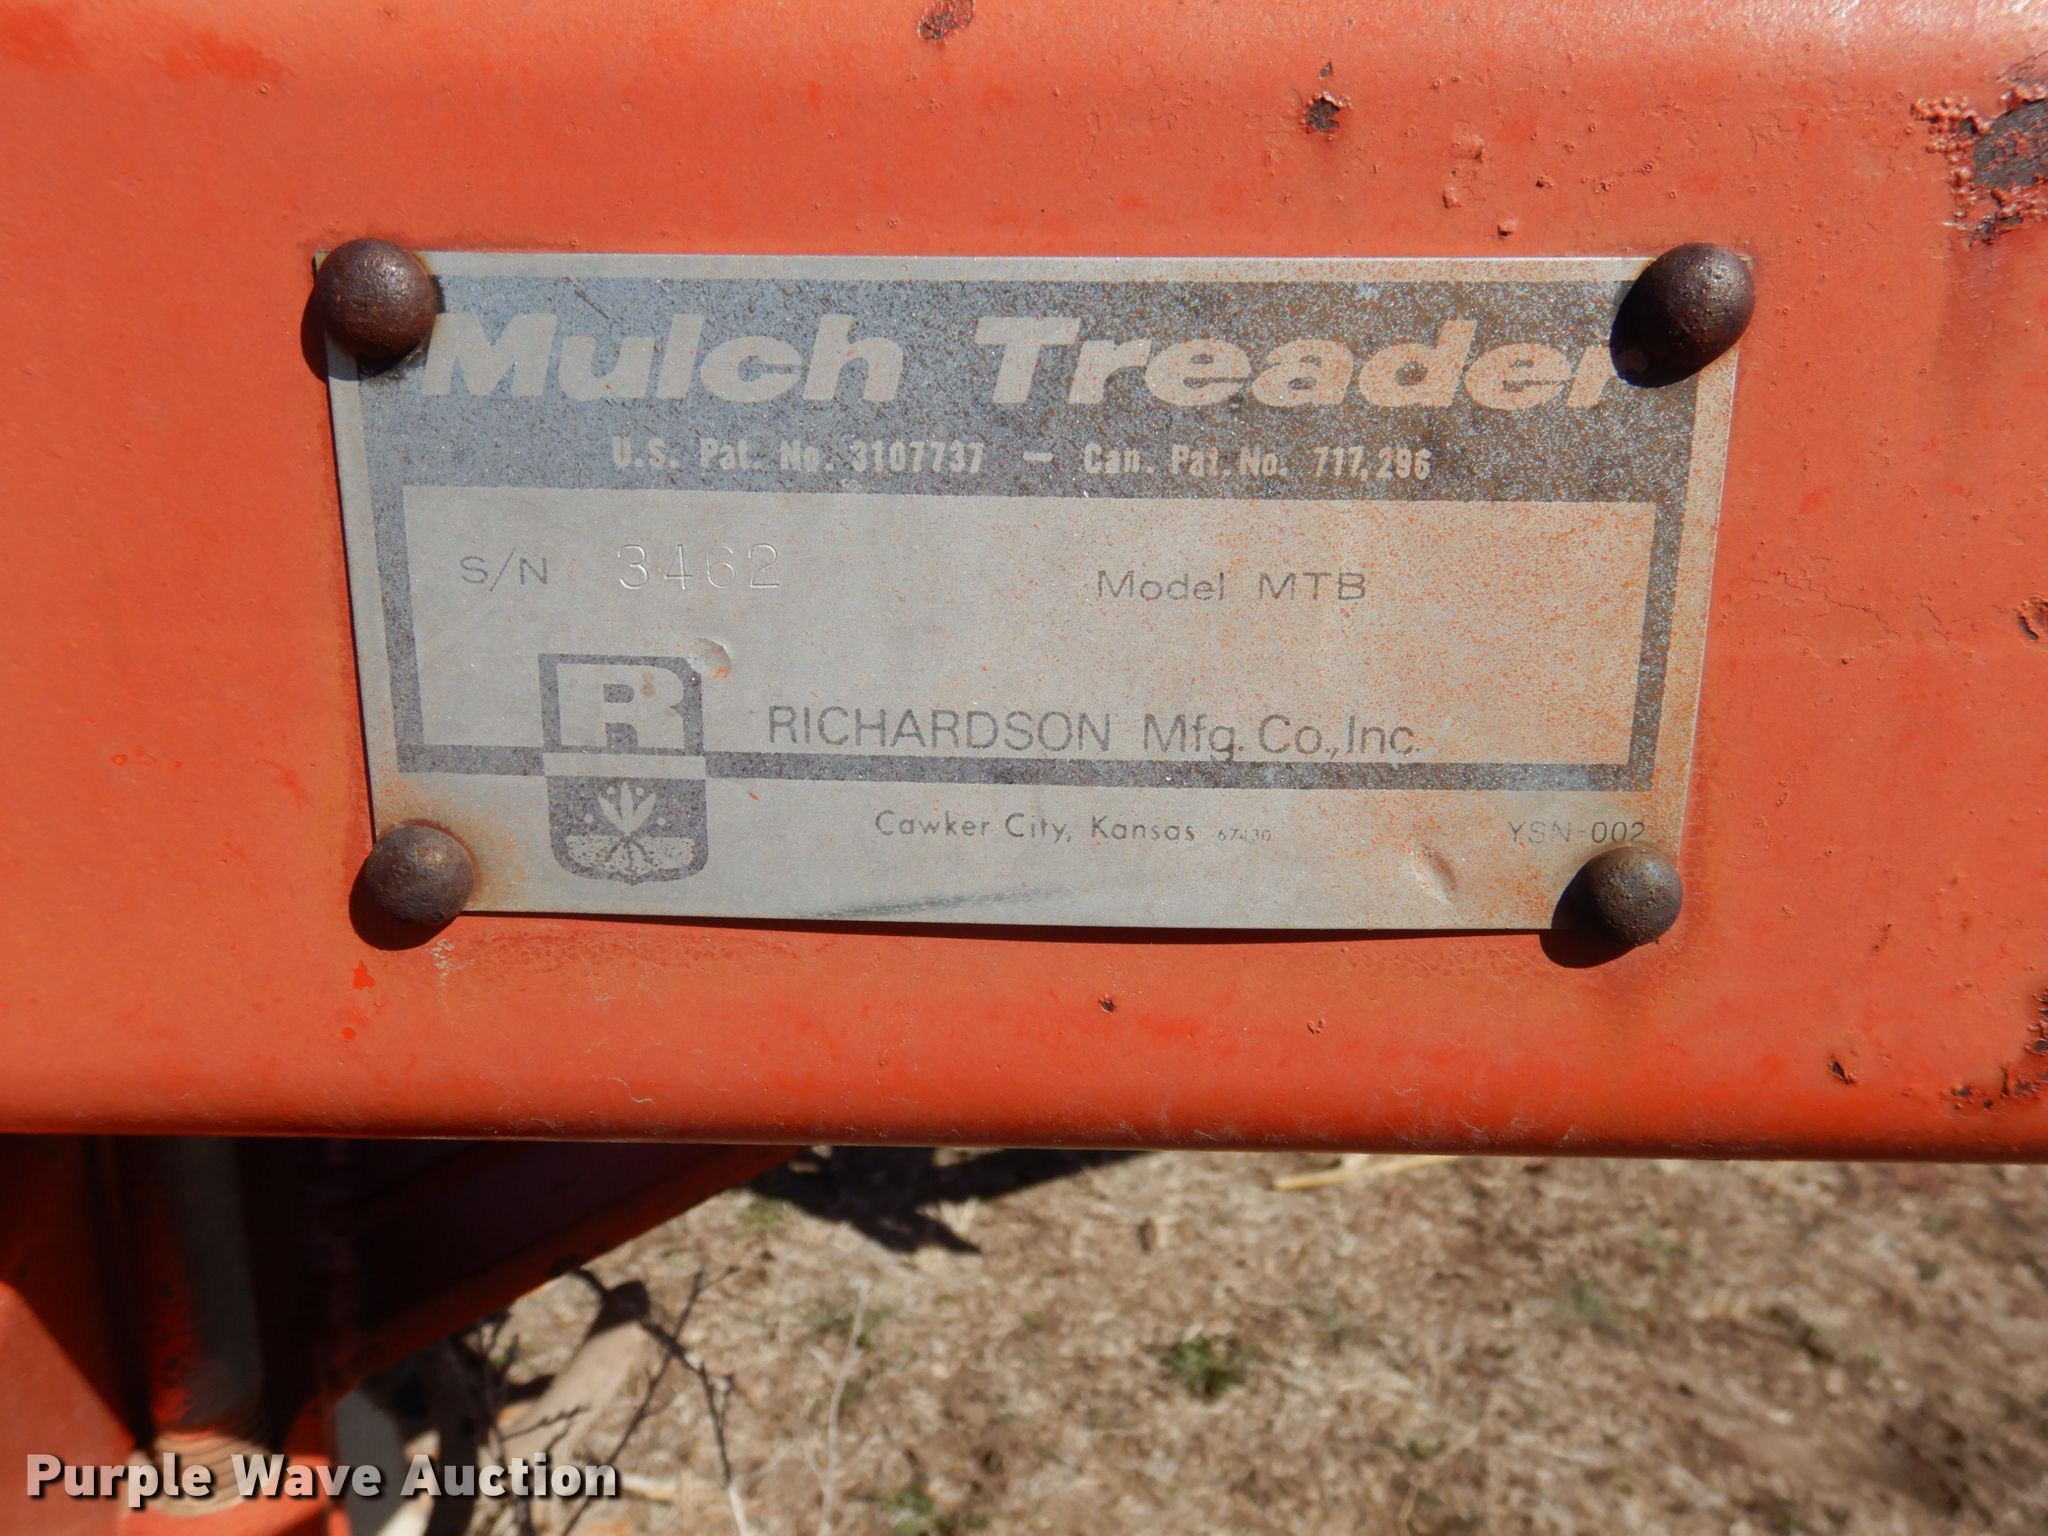 Mulch Treader
U.S. Pat. No. 3107737 — Can. Pat. No. 717,296
S/N 3462 Model MTB
R
RICHARDSON Mfg. Co., Inc.
Cawker City, Kansas 67430 YSN-002
Purple Wave Auction